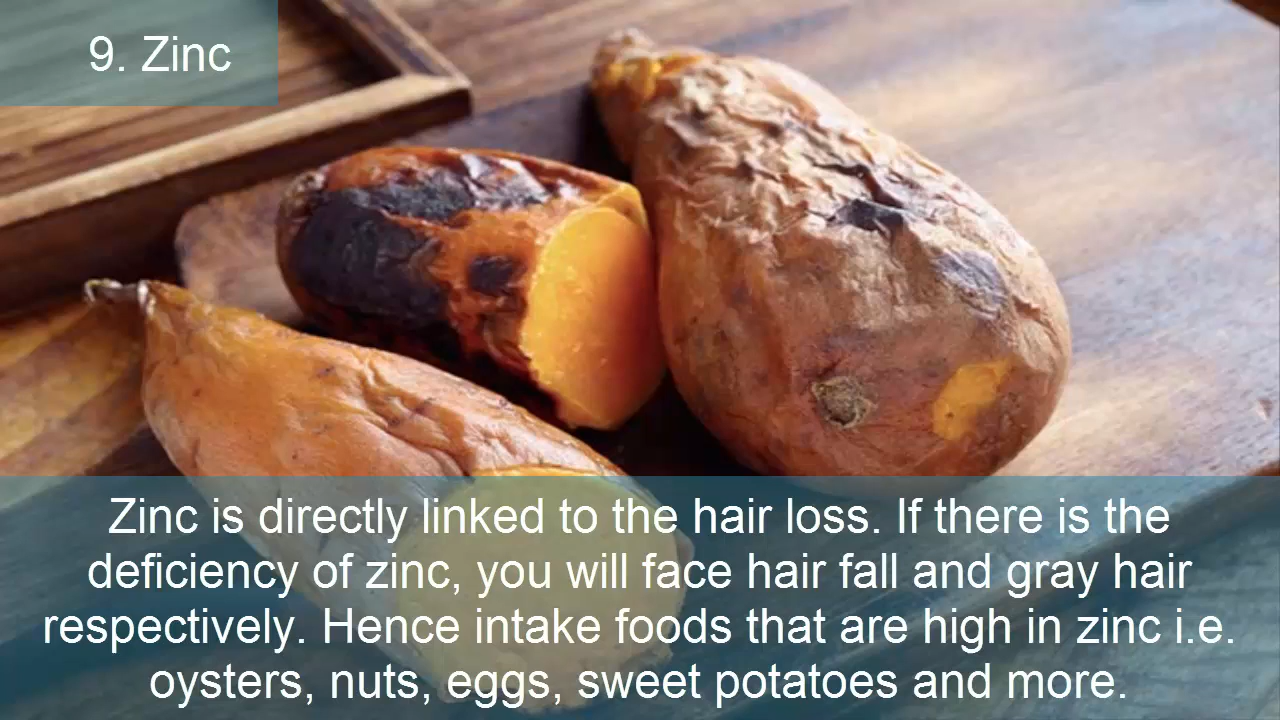 9. Zinc
Zinc is directly linked to the hair loss. If there is the
deficiency of zinc, you will face hair fall and gray hair
respectively. Hence intake foods that are high in zinc i.e.
oysters, nuts, eggs, sweet potatoes and more.